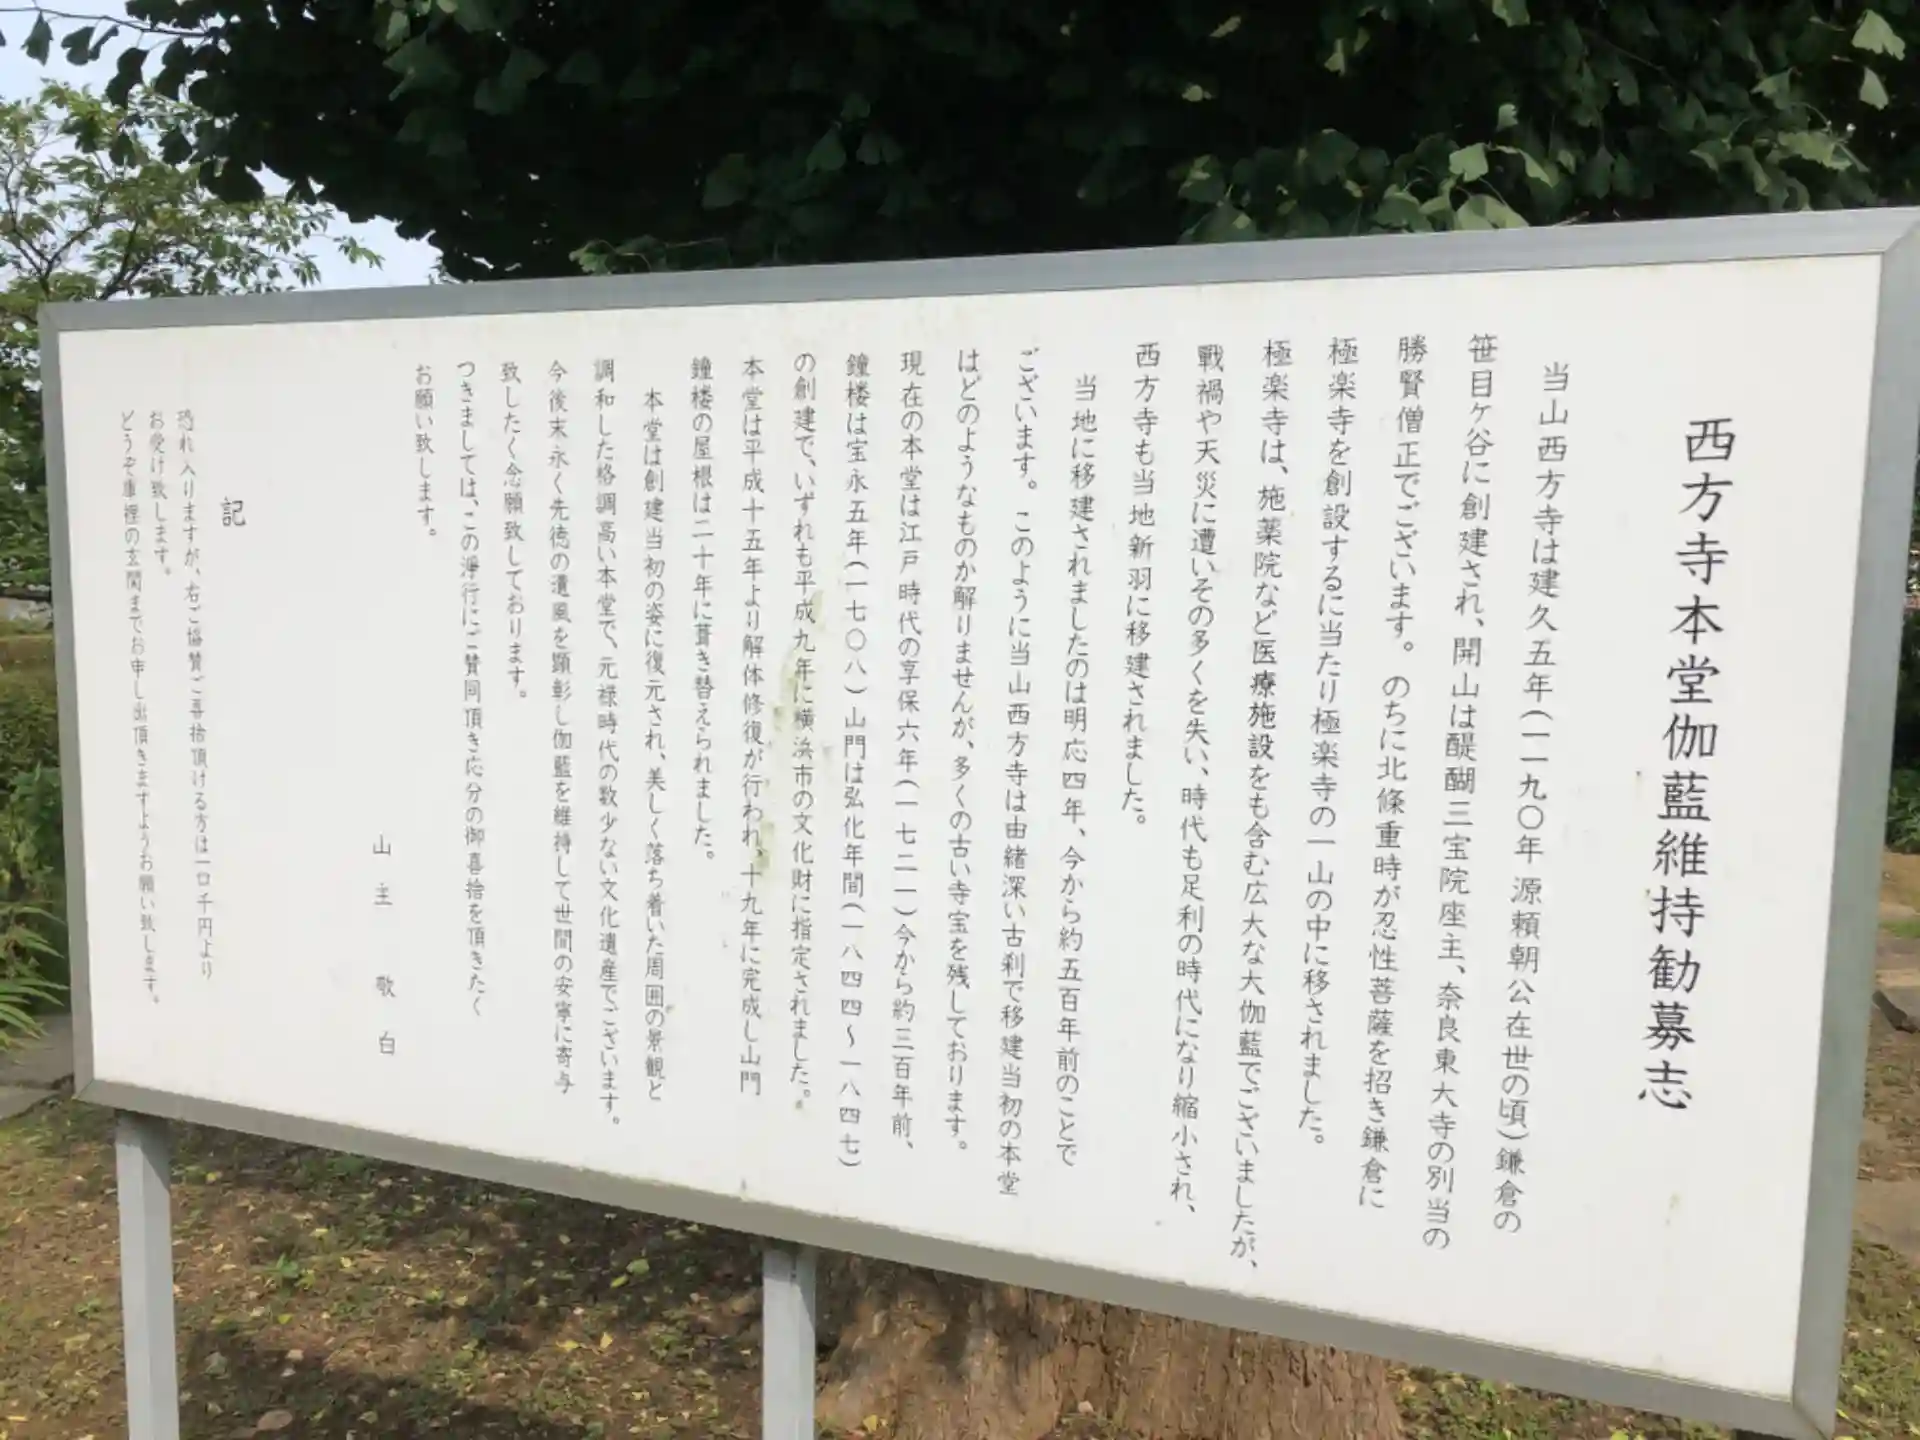 西方寺本堂伽藍維持勧募志
当山西方寺は建久五年(一一九〇年 源頼朝公在世の頃)鎌倉の
笹目ケ谷に創建され、開山は醍醐三宝院座主、奈良東大寺の別当の
勝賢僧正でございます。のちに北條重時が忍性菩薩を招き鎌倉に
極楽寺を創設するに当たり極楽寺の一山の中に移されました。
極楽寺は、施薬院など医療施設をも含む広大な大伽藍でございましたが、
戦禍や天災に遭いその多くを失い、時代も足利の時代になり縮小され、
西方寺も当地新羽に移建されました。
当地に移建されましたのは明応四年、今から約五百年前のことで
ございます。このように当山西方寺は由緒深い古刹で移建当初の本堂
はどのようなものか解りませんが、多くの古い寺宝を残しております。
現在の本堂は江戸時代の享保六年(一七二一)今から約三百年前、
鐘楼は宝永五年(一七〇八)山門は弘化年間(一八四四〜一八四七)
の創建で、いずれも平成九年に横浜市の文化財に指定されました。
本堂は平成十五年より解体修復が行われ、十九年に完成し山門
鐘楼の屋根は二十年に葺き替えられました。
本堂は創建当初の姿に復元され、美しく落ち着いた周囲の景観と
調和した格調高い本堂で、元禄時代の数少ない文化遺産でございます。
今後末永く先徳の遺風を顕彰し伽藍を維持して世間の安寧に寄与
致したく念願致しております。
つきましては、この浄行にご賛同頂き応分の御喜捨を頂きたく
お願い致します。
山主 敬白
記
恐れ入りますが、右ご協賛ご喜捨頂ける方は一口千円より
お受け致します。
どうぞ庫裡の玄関までお申し出頂きますようお願い致します。